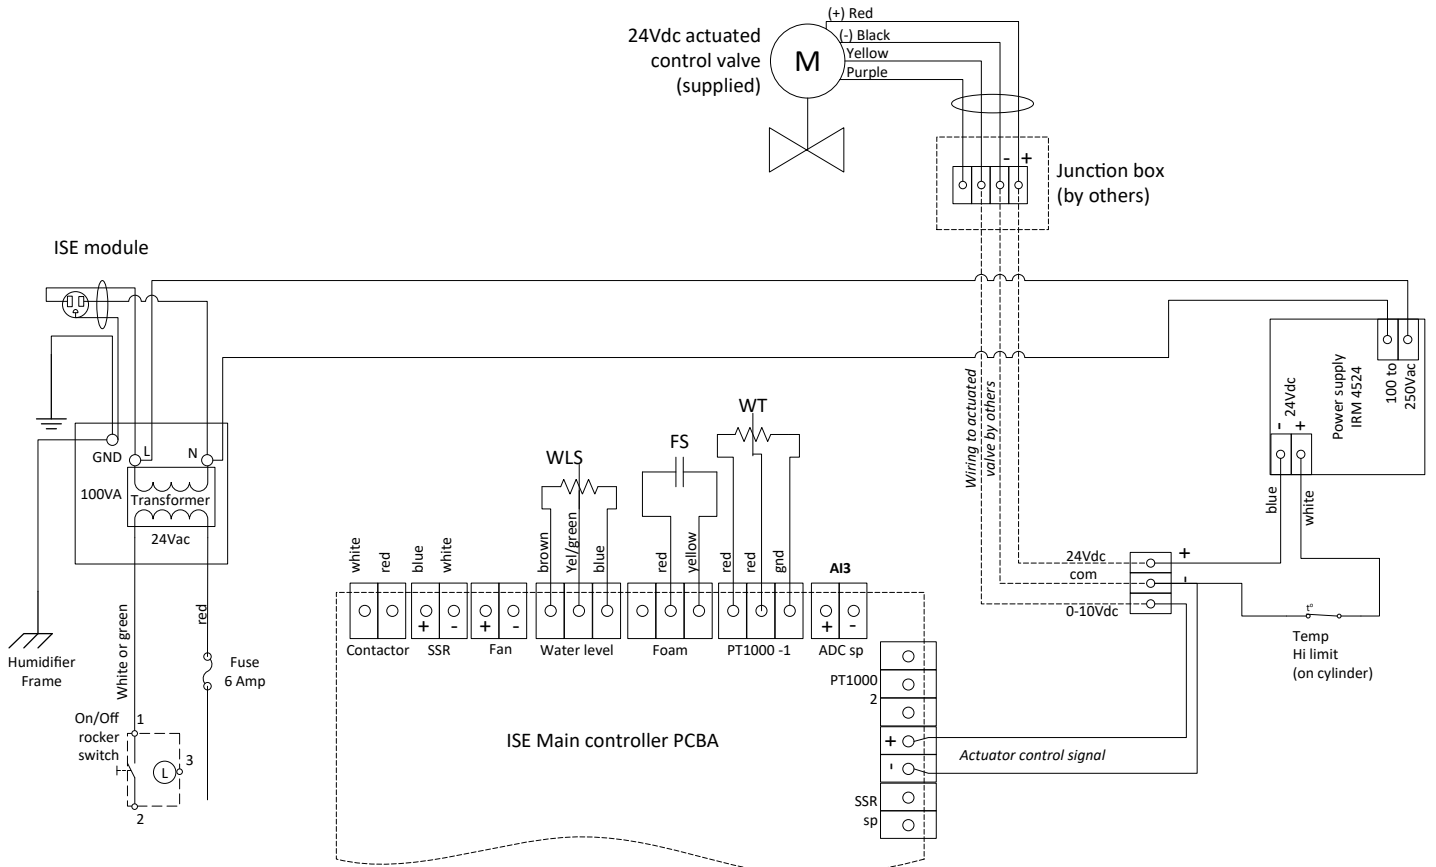 24Vdc actuated
control valve
(supplied)
M
(+) Red
(-) Black
Yellow
Purple
- +
Junction box
(by others)
ISE module
GND
L
N
100VA
Transformer
24Vac
White or green
red
Humidifier
Frame
Fuse
6 Amp
On/Off
rocker
switch
1
L
3
2
WLS
FS
WT
white
red
blue
white
brown
Yel/green
blue
red
yellow
red
red
gnd
AI3
+ -
+ -
+ -
Contactor
SSR
Fan
Water level
Foam
PT1000 -1
ADC sp
PT1000
2
+
-
SSR
sp
ISE Main controller PCBA
Actuator control signal
Wiring to actuated
valve by others
24Vdc
com
0-10Vdc
+
-
Power supply
IRM 4524
100 to
250Vac
24Vdc
- +
blue
white
t°
Temp
Hi limit
(on cylinder)